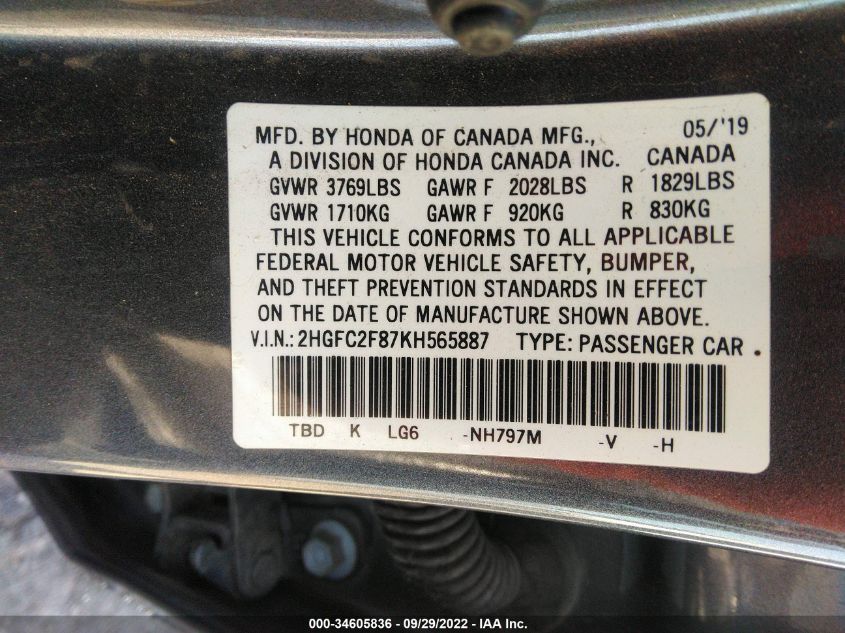 MFD. BY HONDA OF CANADA MFG., 05/'19
A DIVISION OF HONDA CANADA INC. CANADA
GVWR 3769LBS GAWR F 2028LBS R 1829LBS
GVWR 1710KG GAWR F 920KG R 830KG
THIS VEHICLE CONFORMS TO ALL APPLICABLE
FEDERAL MOTOR VEHICLE SAFETY, BUMPER,
AND THEFT PREVENTION STANDARDS IN EFFECT
ON THE DATE OF MANUFACTURE SHOWN ABOVE.
V.I.N.: 2HGFC2F87KH565887 TYPE: PASSENGER CAR .
TBD K LG6 -NH797M -V -H
000-34605836 - 09/29/2022 - IAA Inc.